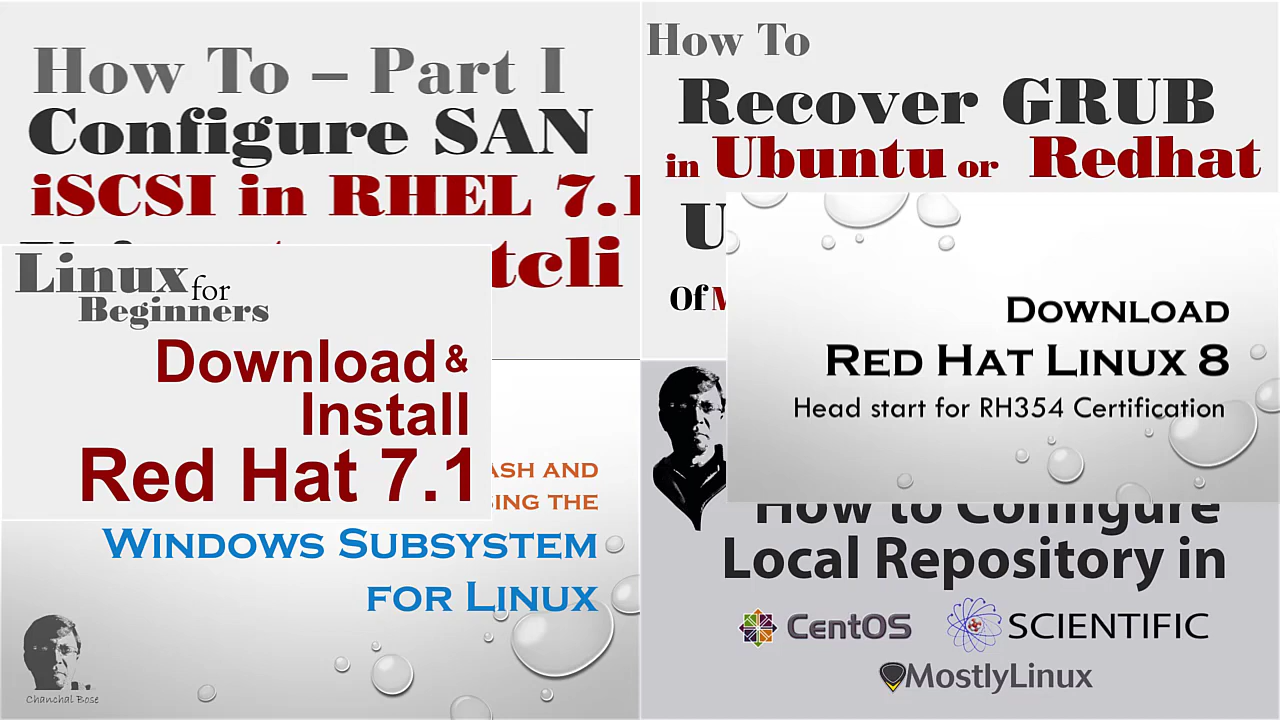 How To – Part I
Configure SAN
iSCSI in RHEL 7.1
tcli
Linux for
Beginners
Download &
Install
Red Hat 7.1
ASH AND
ING THE
WINDOWS SUBSYSTEM
FOR LINUX
Chanchal Bose
How To
Recover GRUB
in Ubuntu or Redhat
U
Of M
DOWNLOAD
RED HAT LINUX 8
Head start for RH354 Certification
How to Configure
Local Repository in
CentOS SCIENTIFIC
MostlyLinux